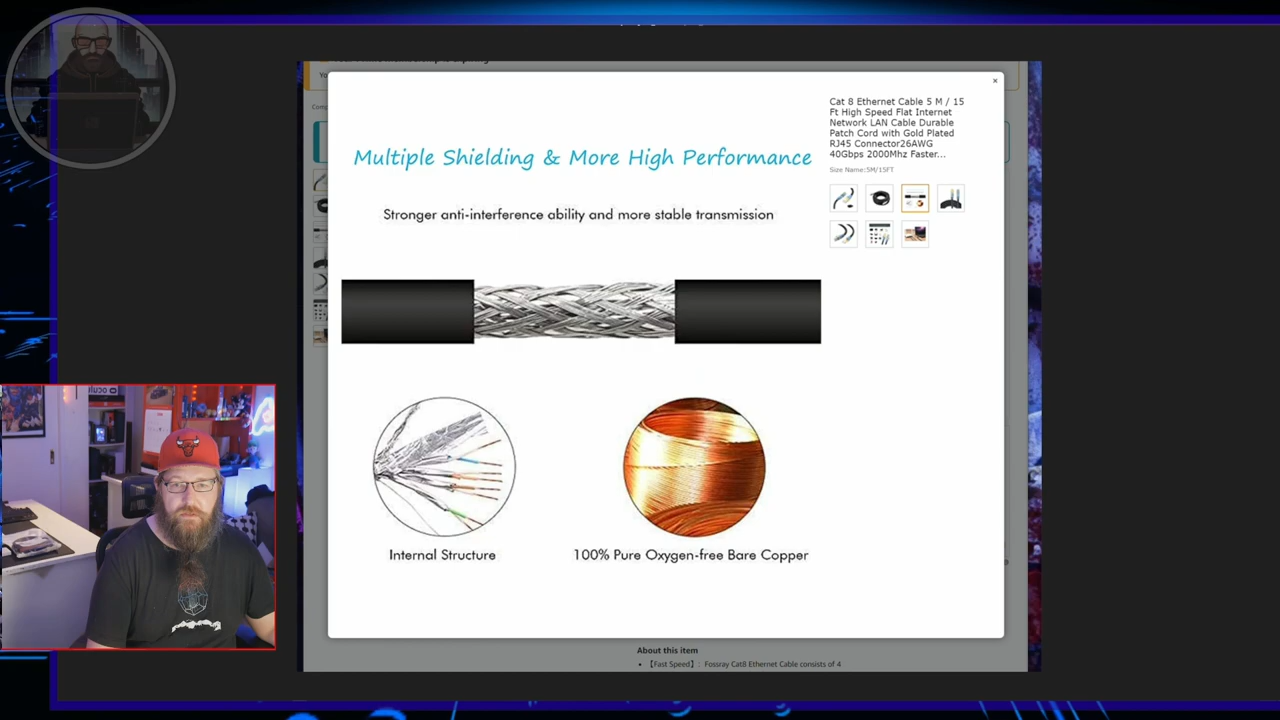 Yo
Comp
×
Cat 8 Ethernet Cable 5 M / 15
Ft High Speed Flat Internet
Network LAN Cable Durable
Patch Cord with Gold Plated
RJ45 Connector26AWG
40Gbps 2000Mhz Faster...
Size Name:5M/15FT
Multiple Shielding & More High Performance
Stronger anti-interference ability and more stable transmission
Internal Structure
100% Pure Oxygen-free Bare Copper
About this item
• 【Fast Speed】: Fossray Cat8 Ethernet Cable consists of 4